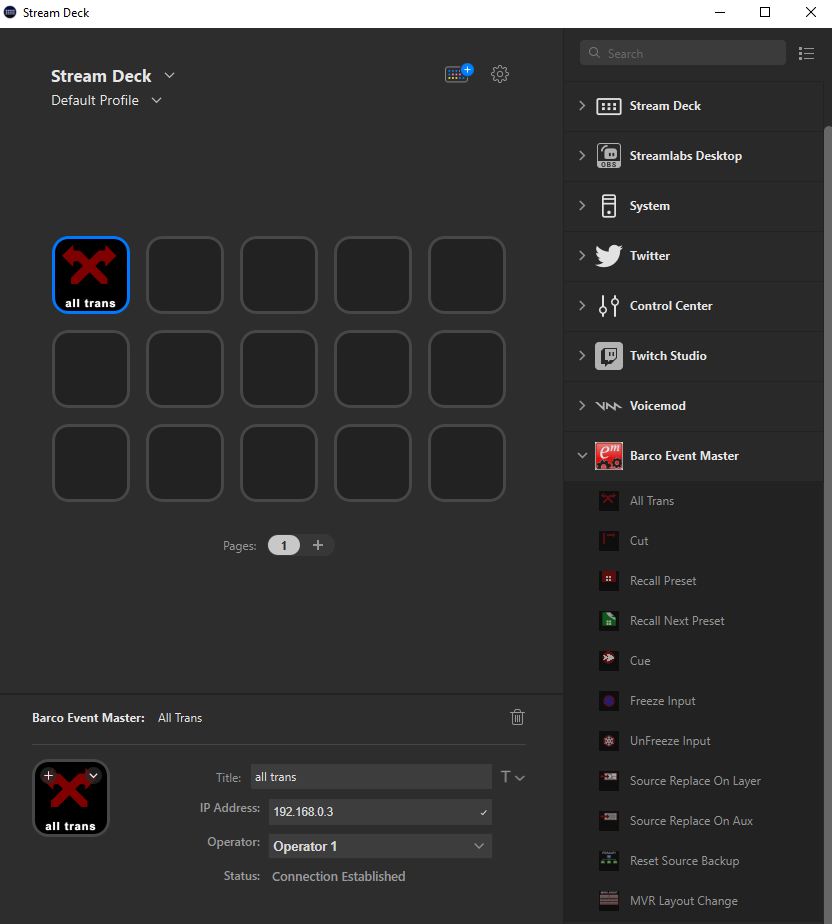 Stream Deck
Stream Deck
Default Profile
all trans
Pages: 1 +
Barco Event Master: All Trans
all trans
Title: all trans
T
IP Address: 192.168.0.3
Operator: Operator 1
Status: Connection Established
Search
Stream Deck
OBS
Streamlabs Desktop
System
Twitter
Control Center
Twitch Studio
Voicemod
em
Barco Event Master
All Trans
Cut
Recall Preset
Recall Next Preset
Cue
Freeze Input
UnFreeze Input
Source Replace On Layer
Source Replace On Aux
Reset Source Backup
MVR Layout Change